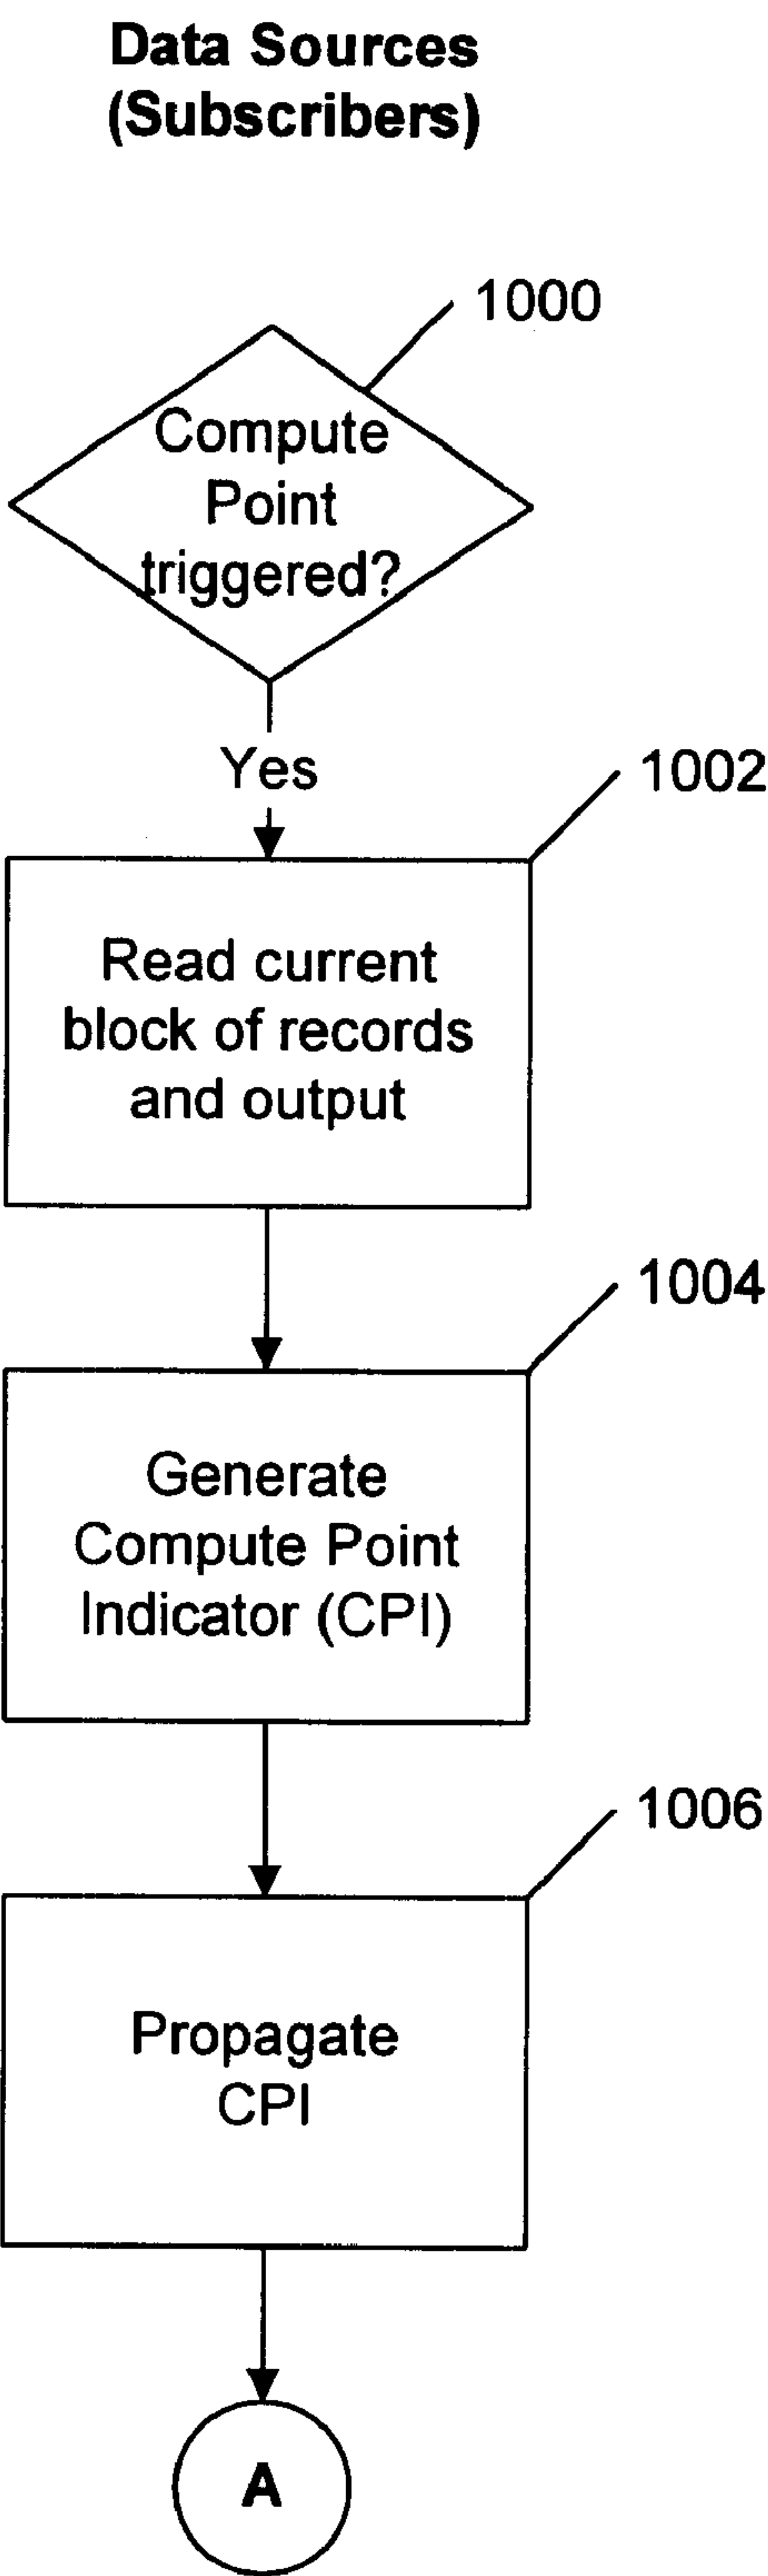 Data Sources
(Subscribers)
1000
Compute
Point
triggered?
Yes
1002
Read current
block of records
and output
1004
Generate
Compute Point
Indicator (CPI)
1006
Propagate
CPI
A